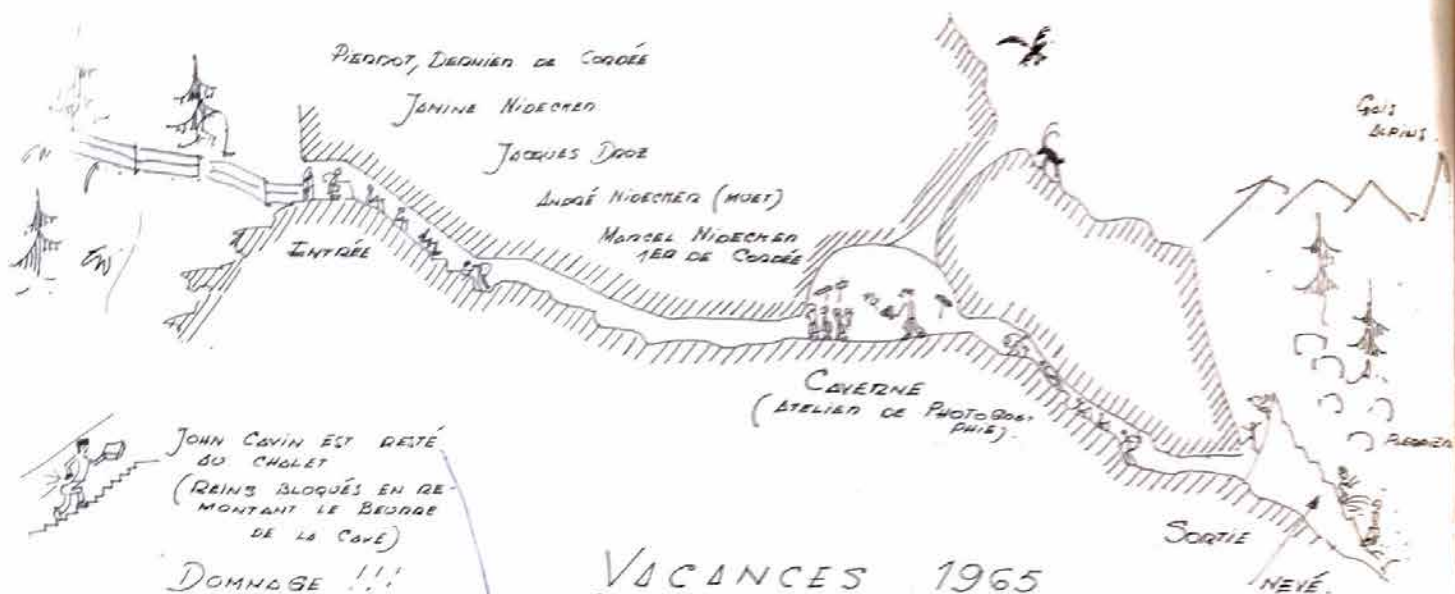 PIERROT, DERNIER DE CORDÉE
JANINE NIDECKER
JACQUES DROZ
ANDRÉ NIDECKER (MUET)
MARCEL NIDECKER
1ER DE CORDÉE
ENTRÉE
CAVERNE
(ATELIER DE PHOTOGRA-
PHIE).
ALPINS.
PIERRIER
SORTIE
NEVÉ.
JOHN CAVIN EST RESTÉ
AU CHALET
(REINS BLOQUÉS EN RE-
MONTANT LE BEURRE
DE LA CAVE)
DOMMAGE !!!
VACANCES 1965